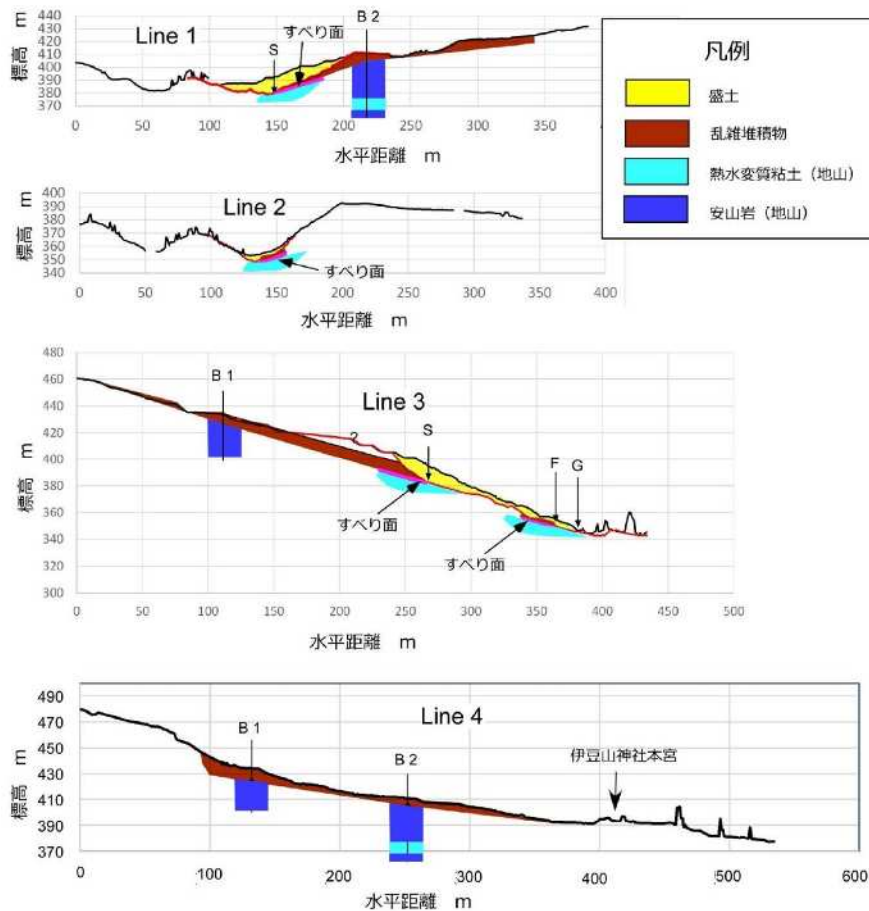 Line 1
標高 m
440
430
420
410
400
390
380
370
360
S
すべり面
B 2
0
50
100
150
200
250
300
350
水平距離 m
凡例
盛土
乱雑堆積物
熱水変質粘土(地山)
安山岩(地山)
Line 2
標高 m
400
390
380
370
360
350
340
すべり面
0
50
100
150
200
250
300
350
400
水平距離 m
Line 3
標高 m
480
460
440
420
400
380
360
340
320
300
B 1
?
S
F
G
すべり面
すべり面
0
50
100
150
200
250
300
350
400
450
500
水平距離 m
Line 4
標高 m
490
470
450
430
410
390
370
B 1
B 2
伊豆山神社本宮
0
100
200
300
400
500
600
水平距離 m